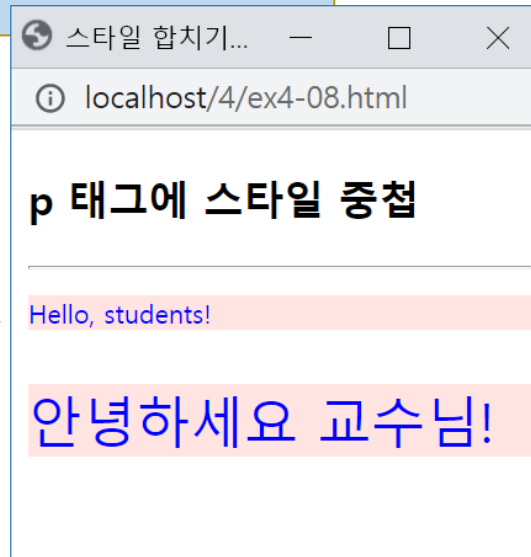 스타일 합치기...
localhost/4/ex4-08.html
p 태그에 스타일 중첩
Hello, students!
안녕하세요 교수님!